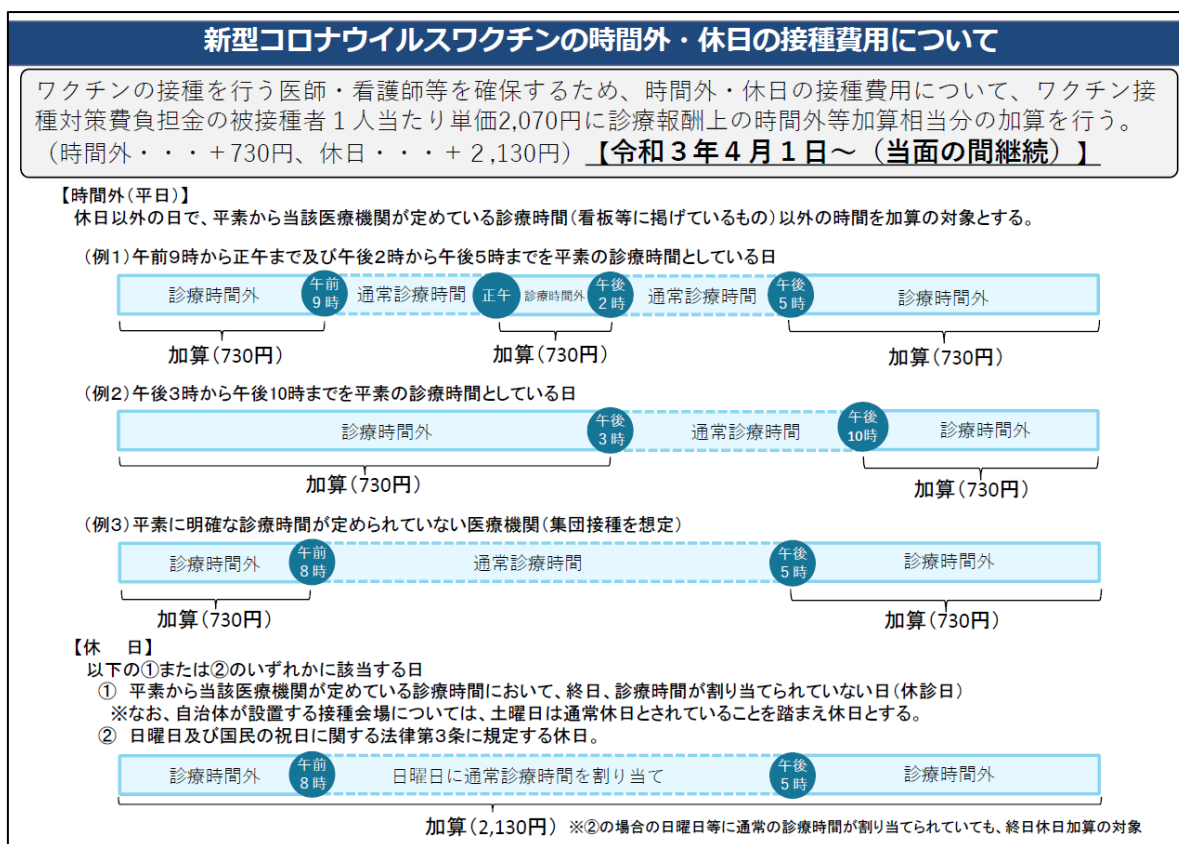 新型コロナウイルスワクチンの時間外・休日の接種費用について
ワクチンの接種を行う医師・看護師等を確保するため、時間外・休日の接種費用について、ワクチン接
種対策費負担金の被接種者１人当たり単価2,070円に診療報酬上の時間外等加算相当分の加算を行う。
（時間外・・・＋730円、休日・・・＋2,130円）【令和３年４月１日～（当面の間継続）】
【時間外（平日）】
休日以外の日で、平素から当該医療機関が定めている診療時間（看板等に掲げているもの）以外の時間を加算の対象とする。
（例１）午前９時から正午まで及び午後２時から午後５時までを平素の診療時間としている日
診療時間外 午前９時 通常診療時間 正午 診療時間外 午後２時 通常診療時間 午後５時 診療時間外
加算（730円） 加算（730円） 加算（730円）
（例２）午後３時から午後10時までを平素の診療時間としている日
診療時間外 午後３時 通常診療時間 午後10時 診療時間外
加算（730円） 加算（730円）
（例３）平素に明確な診療時間が定められていない医療機関（集団接種を想定）
診療時間外 午前８時 通常診療時間 午後５時 診療時間外
加算（730円） 加算（730円）
【休　日】
以下の①または②のいずれかに該当する日
①　平素から当該医療機関が定めている診療時間において、終日、診療時間が割り当てられていない日（休診日）
※なお、自治体が設置する接種会場については、土曜日は通常休日とされていることを踏まえ休日とする。
②　日曜日及び国民の祝日に関する法律第３条に規定する休日。
診療時間外 午前８時 日曜日に通常診療時間を割り当て 午後５時 診療時間外
加算（2,130円） ※②の場合の日曜日等に通常の診療時間が割り当てられていても、終日休日加算の対象